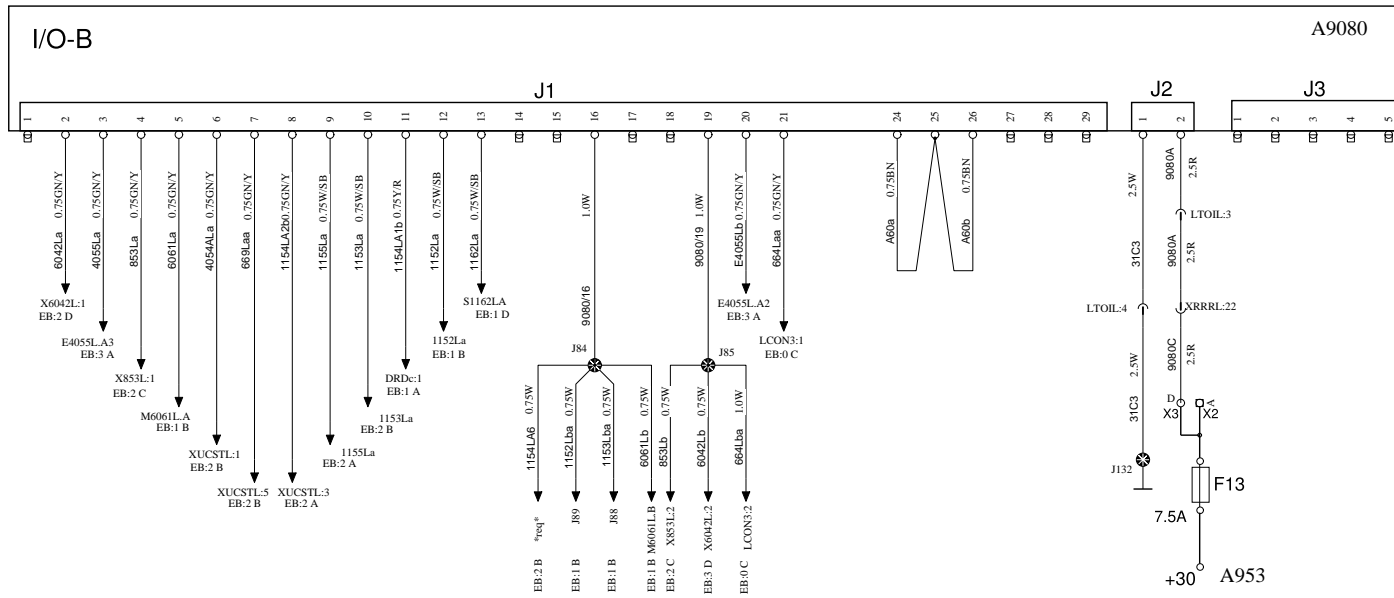 I/O-B
A9080
J1
J2
J3
1 2 3 4 5 6 7 8 9 10 11 12 13 14 15 16 17 18 19 20 21 24 25 26 27 28 29
1 2
1 2 3 4 5
6042La 0.75GN/Y
4055La 0.75GN/Y
853La 0.75GN/Y
6061La 0.75GN/Y
4054ALa 0.75GN/Y
669Laa 0.75GN/Y
1154LA2b 0.75GN/Y
1155La 0.75W/SB
1153La 0.75W/SB
1154LA1b 0.75Y/R
1152La 0.75W/SB
1162La 0.75W/SB
9080/16 1.0W
9080/19 1.0W
E4055Lb 0.75GN/Y
664Laa 0.75GN/Y
A60a 0.75BN
A60b 0.75BN
31C3 2.5W
9080A 2.5R
LTOIL:3
9080A 2.5R
X6042L:1
EB:2 D
E4055L.A3
EB:3 A
X853L:1
EB:2 C
M6061L.A
EB:1 B
XUCSTL:1
EB:2 B
XUCSTL:5
EB:2 B
XUCSTL:3
EB:2 A
1155La
EB:2 A
1153La
EB:2 B
DRDc:1
EB:1 A
1152La
EB:1 B
S1162LA
EB:1 D
E4055L.A2
EB:3 A
LCON3:1
EB:0 C
LTOIL:4
XRRRL:22
J84
J85
1154LA6 0.75W
1152Lba 0.75W
1153Lba 0.75W
6061Lb 0.75W
853Lb 0.75W
6042Lb 0.75W
664Lba 1.0W
31C3 2.5W
9080C 2.5R
D
X3
A
X2
J132
F13
7.5A
EB:2 B *req*
EB:1 B J89
EB:1 B J88
EB:1 B M6061L.B
EB:2 C X853L:2
EB:3 D X6042L:2
EB:0 C LCON3:2
+30
A953